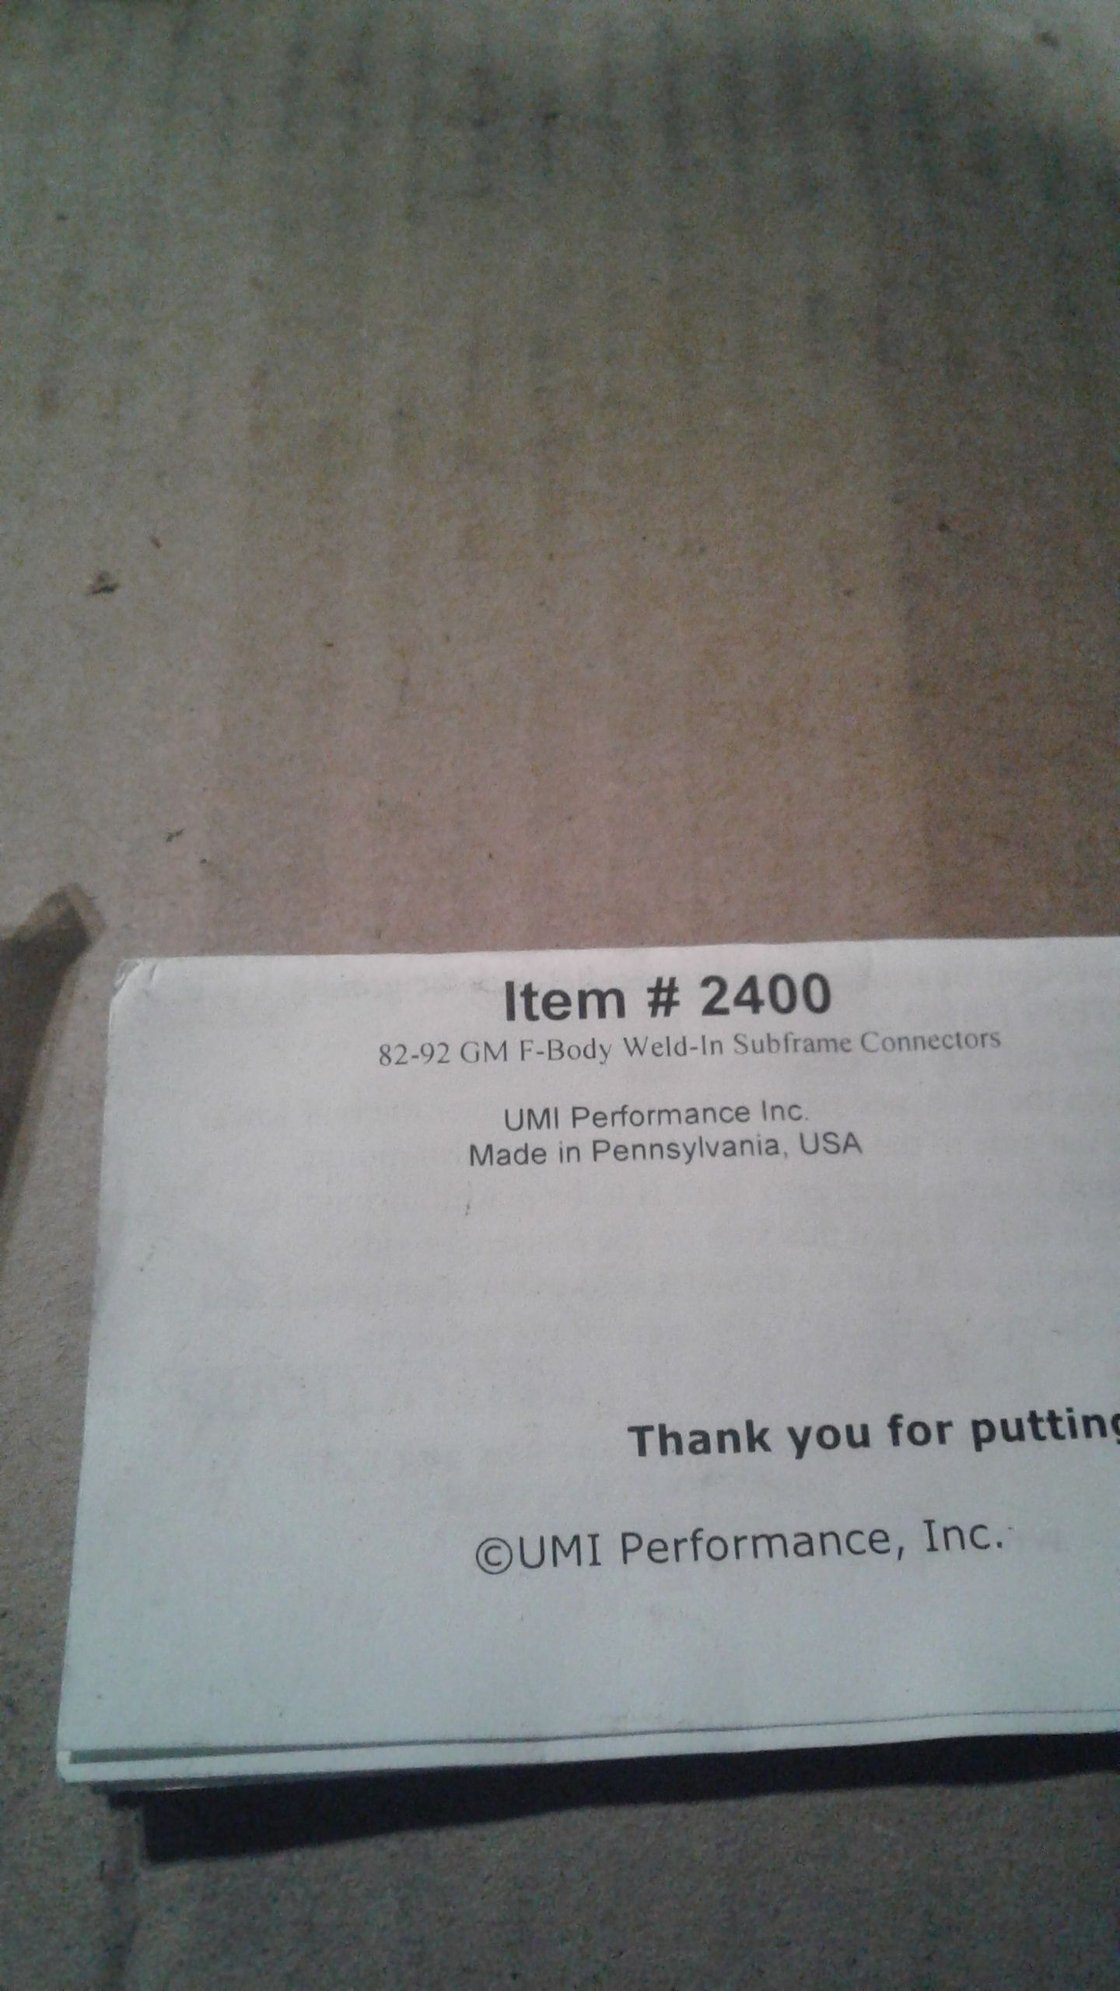 Item # 2400
82-92 GM F-Body Weld-In Subframe Connectors
UMI Performance Inc.
Made in Pennsylvania, USA
Thank you for putting
©UMI Performance, Inc.